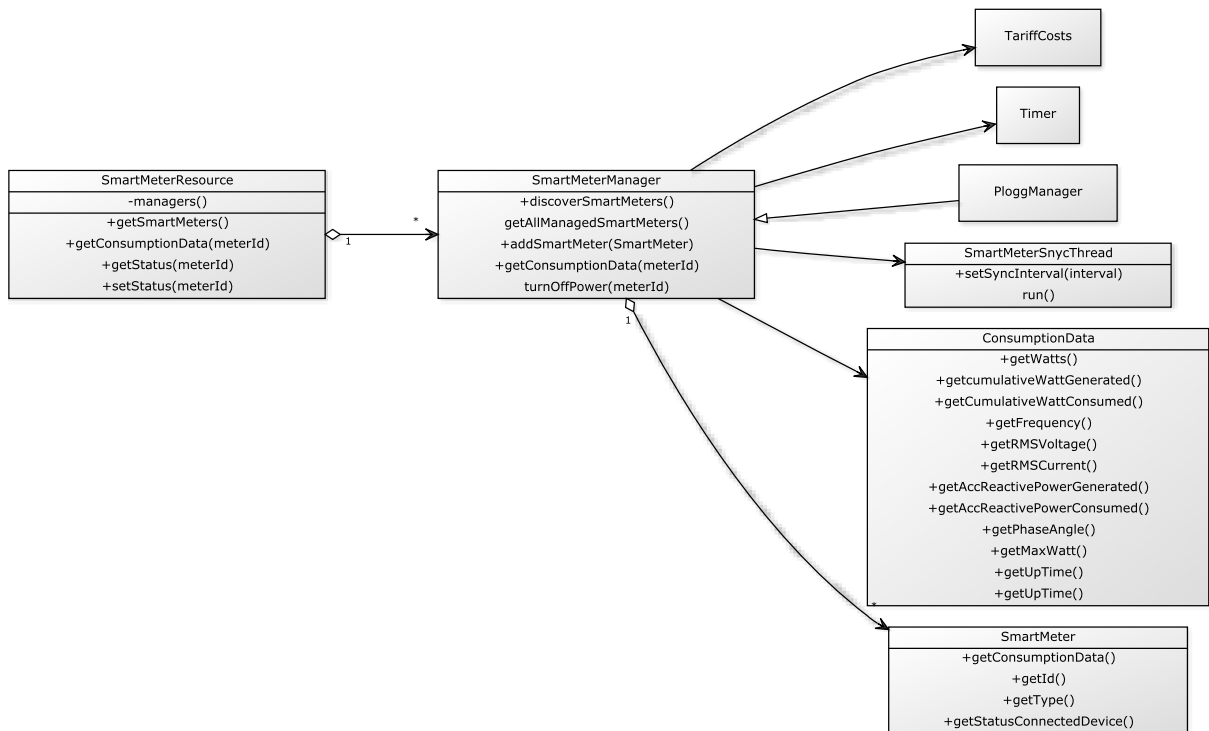 TariffCosts
Timer
PloggManager
SmartMeterResource
-managers()
+getSmartMeters()
+getConsumptionData(meterId)
+getStatus(meterId)
+setStatus(meterId)
1
*
SmartMeterManager
+discoverSmartMeters()
getAllManagedSmartMeters()
+addSmartMeter(SmartMeter)
+getConsumptionData(meterId)
turnOffPower(meterId)
1
*
SmartMeterSnycThread
+setSyncInterval(interval)
run()
ConsumptionData
+getWatts()
+getcumulativeWattGenerated()
+getCumulativeWattConsumed()
+getFrequency()
+getRMSVoltage()
+getRMSCurrent()
+getAccReactivePowerGenerated()
+getAccReactivePowerConsumed()
+getPhaseAngle()
+getMaxWatt()
+getUpTime()
+getUpTime()
SmartMeter
+getConsumptionData()
+getId()
+getType()
+getStatusConnectedDevice()